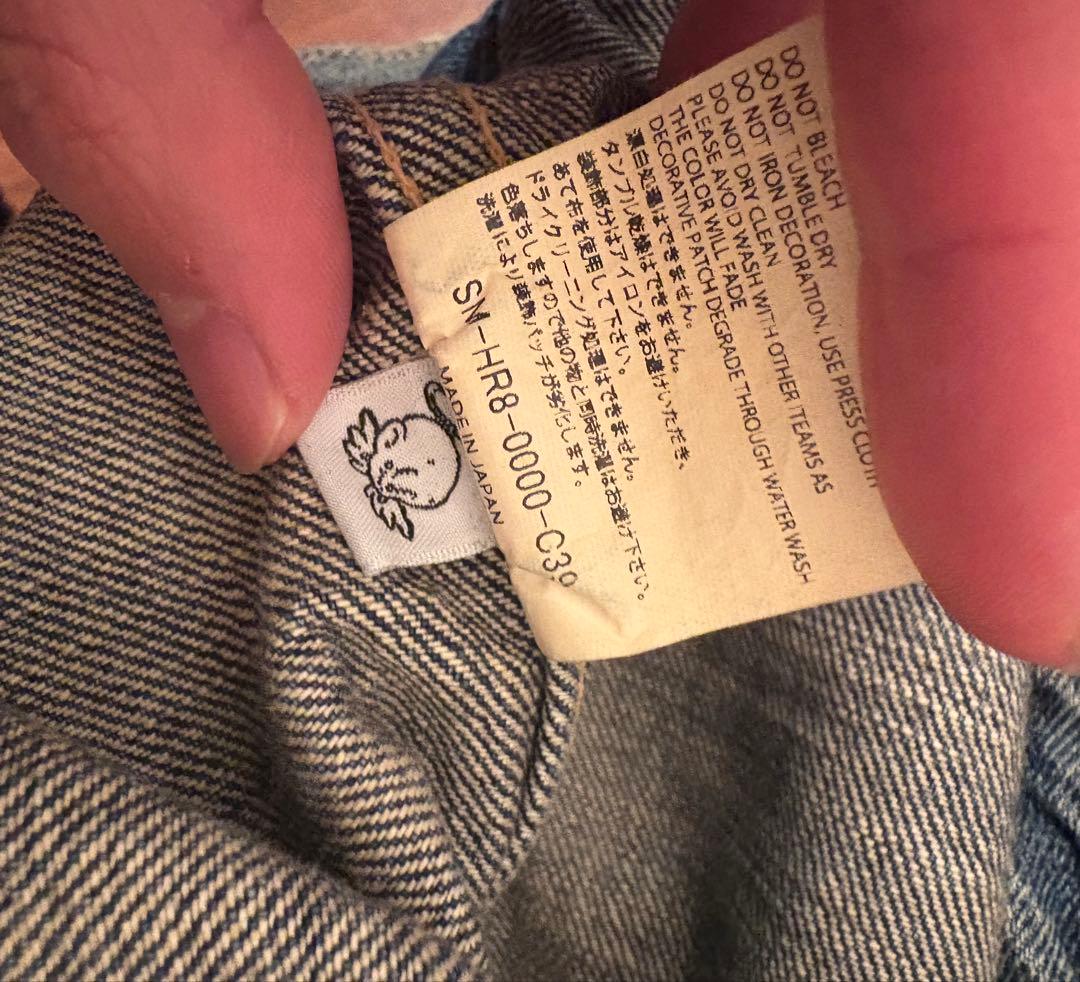 DO NOT BLEACH
DO NOT TUMBLE DRY
DO NOT IRON DECORATION, USE PRESS CLOTH
DO NOT DRY CLEAN
PLEASE AVOID WASH WITH OTHER ITEAMS AS
THE COLOR WILL FADE
DECORATIVE PATCH DEGRADE THROUGH WATER WASH
漂白処理はできません。
タンブル乾燥はできません。
装飾部分はアイロンをお避けいただき、
あて布を使用して下さい。
ドライクリーニング処理はできません。
色落ちしますので他の物と同時洗濯はお避け下さい。
洗濯により装飾パッチが劣化します。
SM-HR8-0000-C39
MADE IN JAPAN